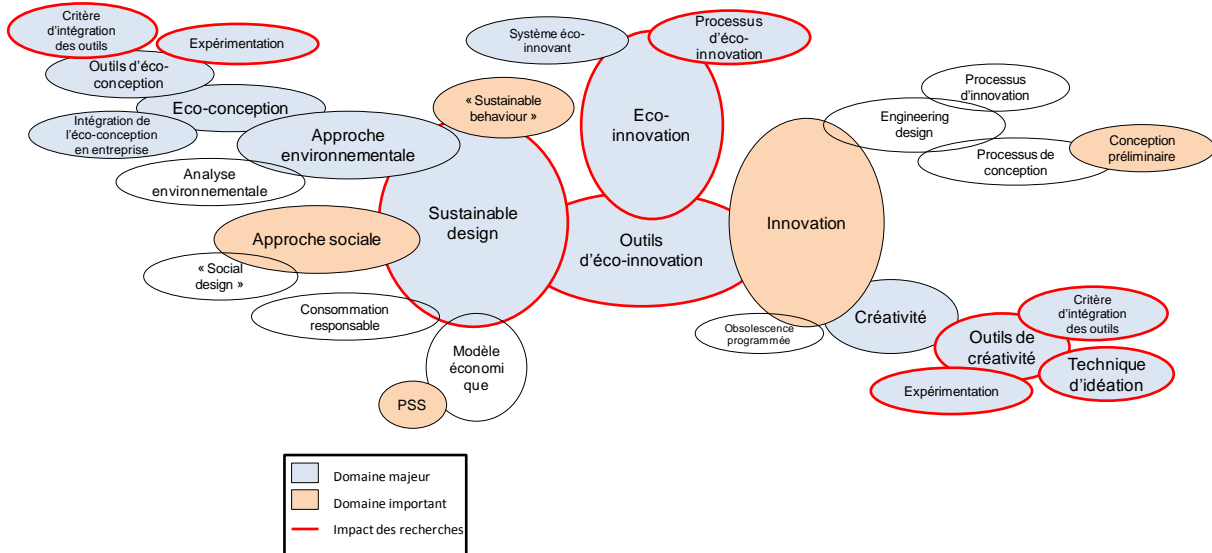 Critère
d'intégration
des outils
Expérimentation
Outils d'éco-
conception
Eco-conception
Intégration de
l'éco-conception
en entreprise
Analyse
environnementale
Approche
environnementale
« Sustainable
behaviour »
Système éco-
innovant
Processus
d'éco-
innovation
Eco-
innovation
Sustainable
design
Outils
d'éco-innovation
Approche sociale
« Social
design »
Consommation
responsable
Modèle
économi
que
PSS
Innovation
Engineering
design
Processus
d'innovation
Processus de
conception
Conception
préliminaire
Obsolescence
programmée
Créativité
Outils de
créativité
Critère
d'intégration
des outils
Technique
d'idéation
Expérimentation
Domaine majeur
Domaine important
Impact des recherches